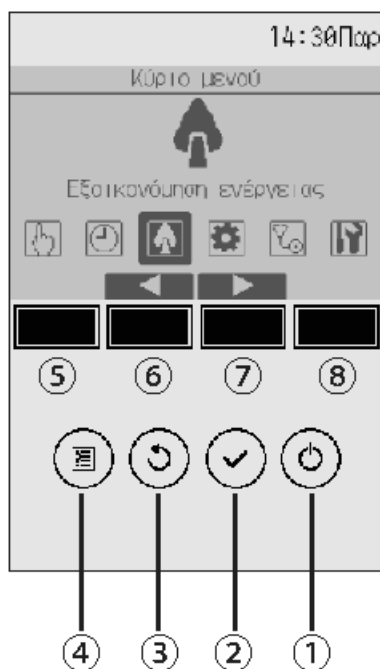 14:30Παρ
Κύριο μενού
Εξοικονόμηση ενέργειας
⑤ ⑥ ⑦ ⑧
④ ③ ② ①